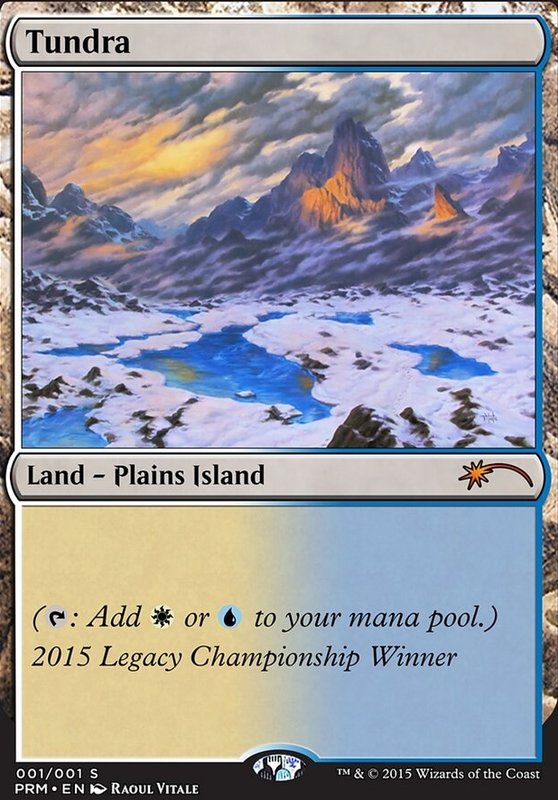 Tundra
Land – Plains Island
(: Add or to your mana pool.)
2015 Legacy Championship Winner
001/001 S
PRM • EN Raoul Vitale
™ & © 2015 Wizards of the Coast